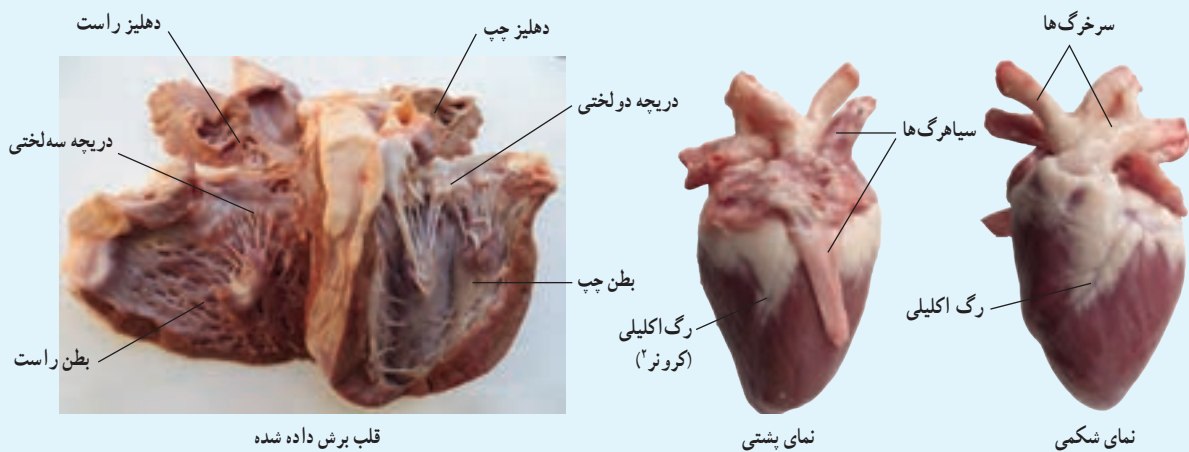 سرخرگ‌ها
رگ اکلیلی
نمای شکمی
سیاهرگ‌ها
رگ اکلیلی
(کرونر۲)
نمای پشتی
دهلیز چپ
دهلیز راست
دریچه دولختی
دریچه سه‌لختی
بطن چپ
بطن راست
قلب برش داده شده